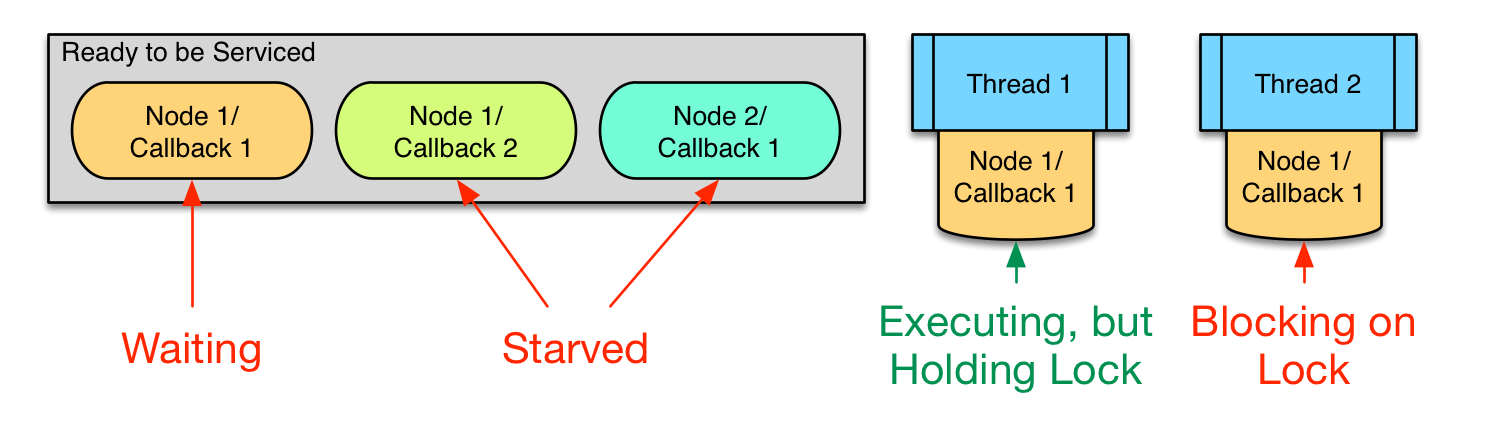 Ready to be Serviced
Node 1/
Callback 1
Node 1/
Callback 2
Node 2/
Callback 1
Thread 1
Node 1/
Callback 1
Thread 2
Node 1/
Callback 1
Waiting
Starved
Executing, but
Holding Lock
Blocking on
Lock